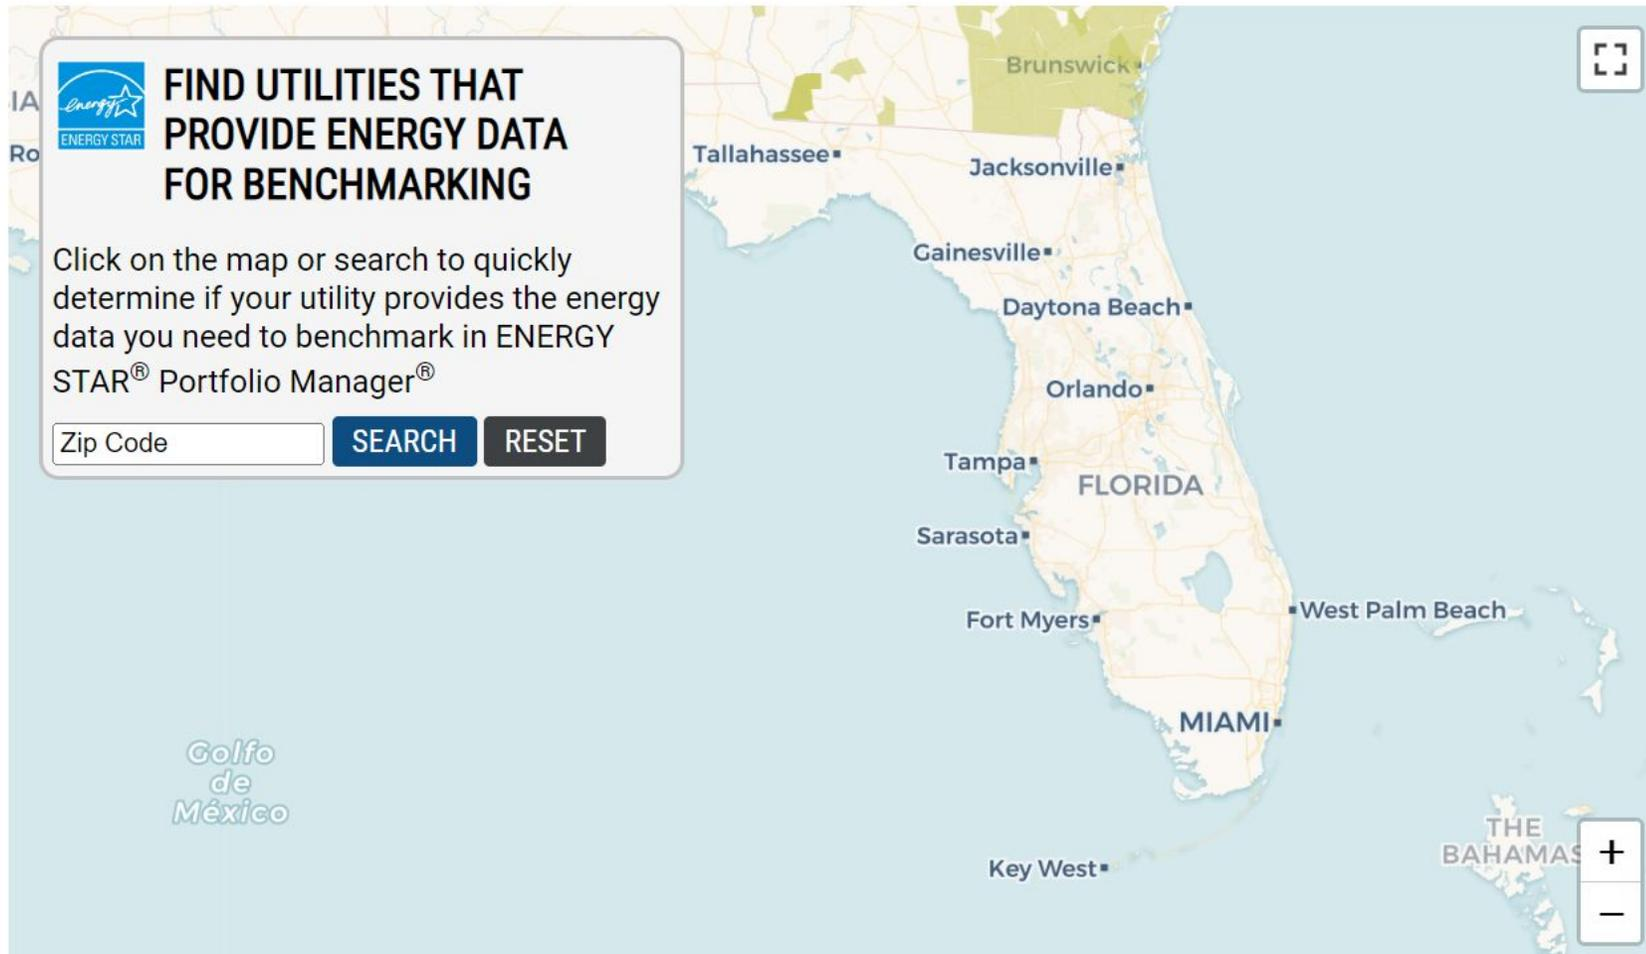 energy
ENERGY STAR
FIND UTILITIES THAT
PROVIDE ENERGY DATA
FOR BENCHMARKING
Click on the map or search to quickly
determine if your utility provides the energy
data you need to benchmark in ENERGY
STAR® Portfolio Manager®
Zip Code
SEARCH
RESET
IA
Ro
Brunswick
Tallahassee
Jacksonville
Gainesville
Daytona Beach
Orlando
Tampa
FLORIDA
Sarasota
Fort Myers
West Palm Beach
MIAMI
Golfo
de
México
Key West
THE
BAHAMAS
+
−